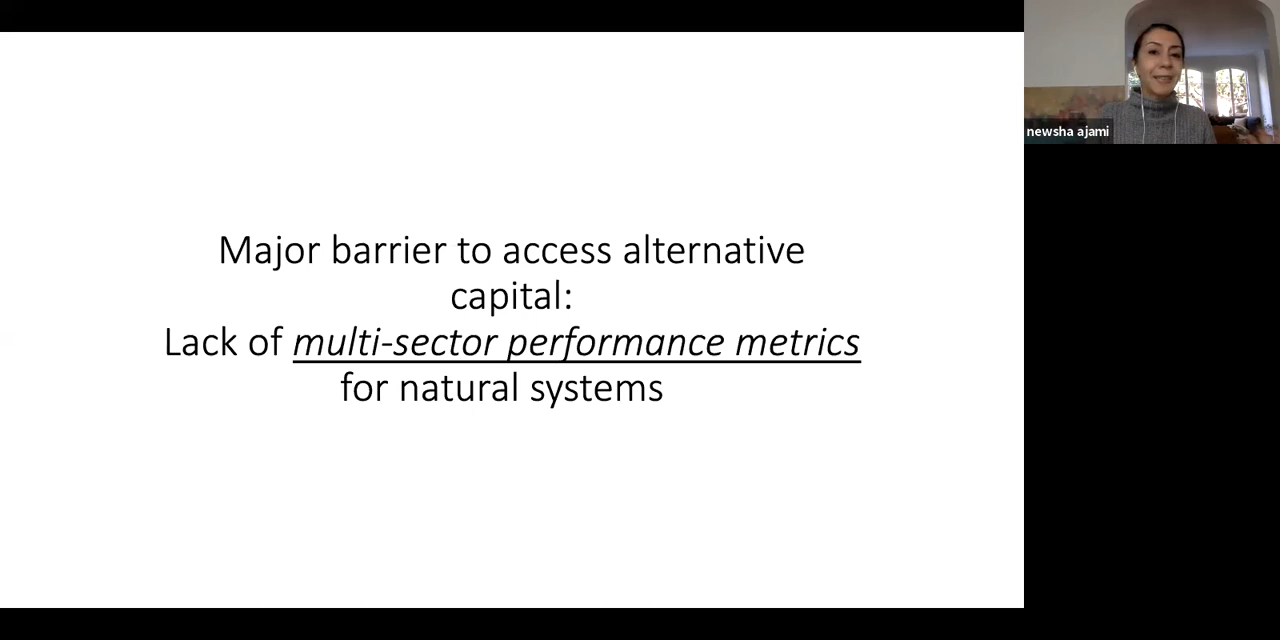 Major barrier to access alternative
capital:
Lack of multi-sector performance metrics
for natural systems
newsha ajami